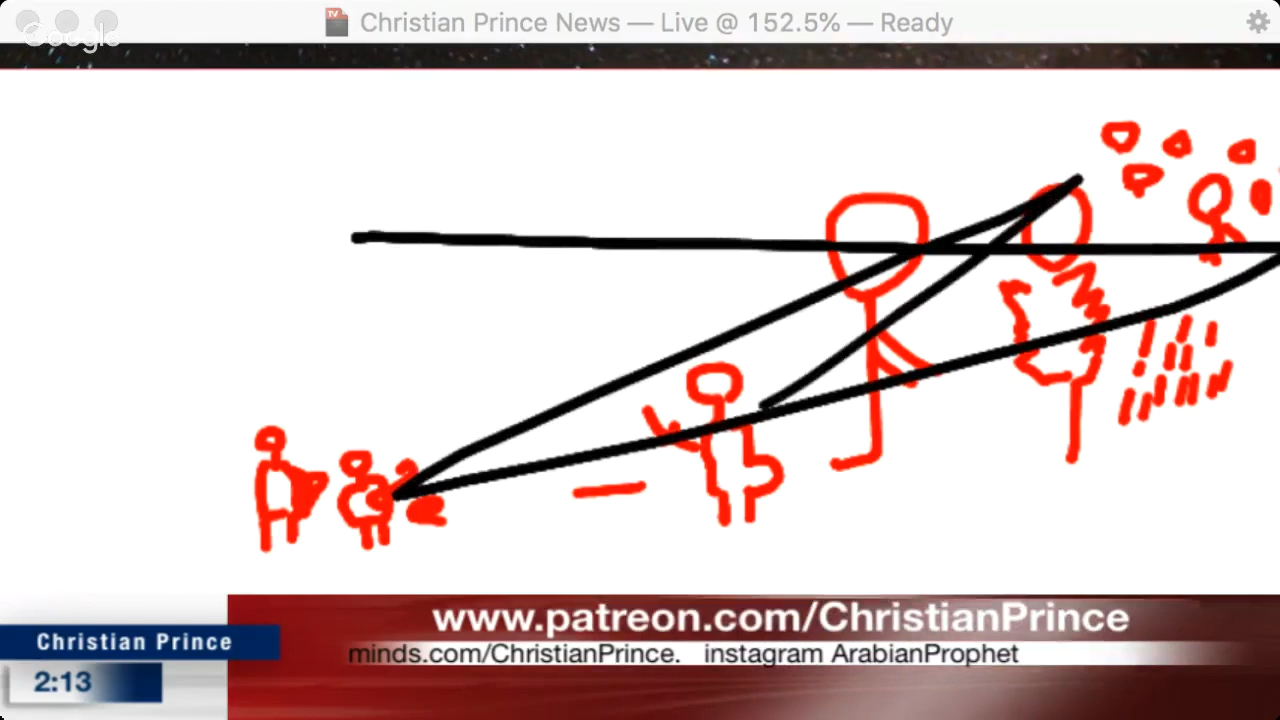 Christian Prince News — Live @ 152.5% — Ready
Google
www.patreon.com/ChristianPrince
Christian Prince
minds.com/ChristianPrince. instagram ArabianProphet
2:13